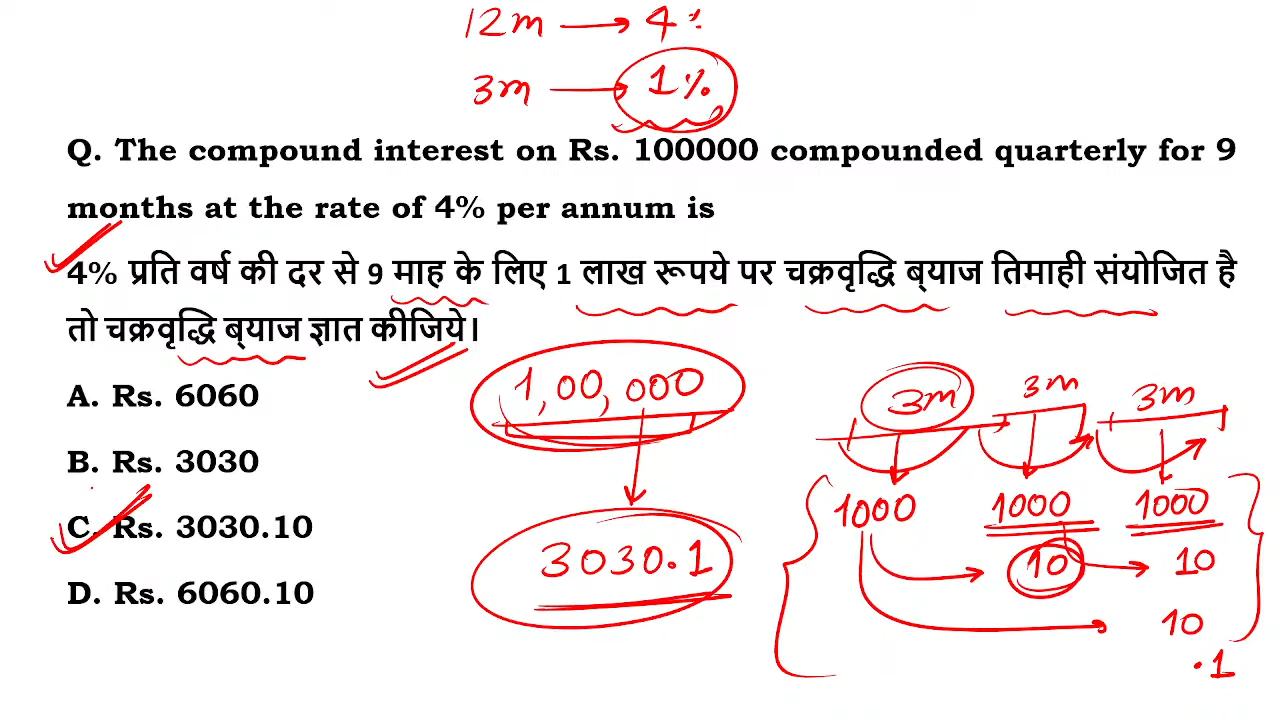 12m → 4%
3m → 1%
Q. The compound interest on Rs. 100000 compounded quarterly for 9
months at the rate of 4% per annum is
4% प्रति वर्ष की दर से 9 माह के लिए 1 लाख रूपये पर चक्रवृद्धि ब्याज तिमाही संयोजित है
तो चक्रवृद्धि ब्याज ज्ञात कीजिये।
A. Rs. 6060
B. Rs. 3030
C. Rs. 3030.10
D. Rs. 6060.10
1,00,000
3030.1
3m 3m 3m
1000 1000 1000
10 10
10
.1